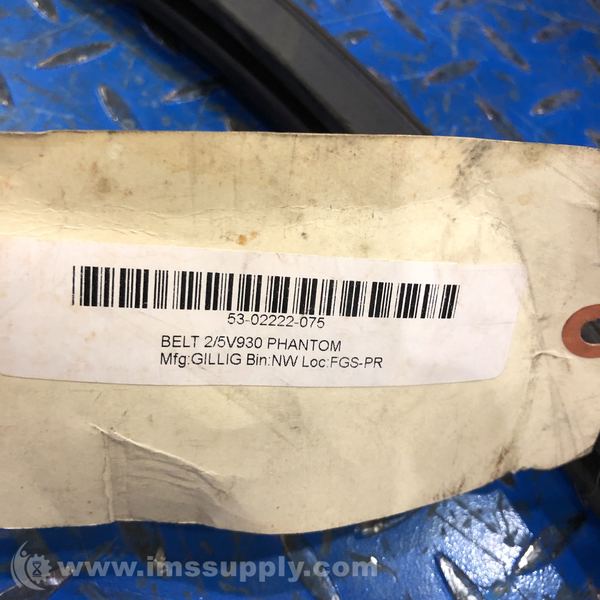 53-02222-075
BELT 2/5V930 PHANTOM
Mfg:GILLIG Bin:NW Loc:FGS-PR
www.imssupply.com